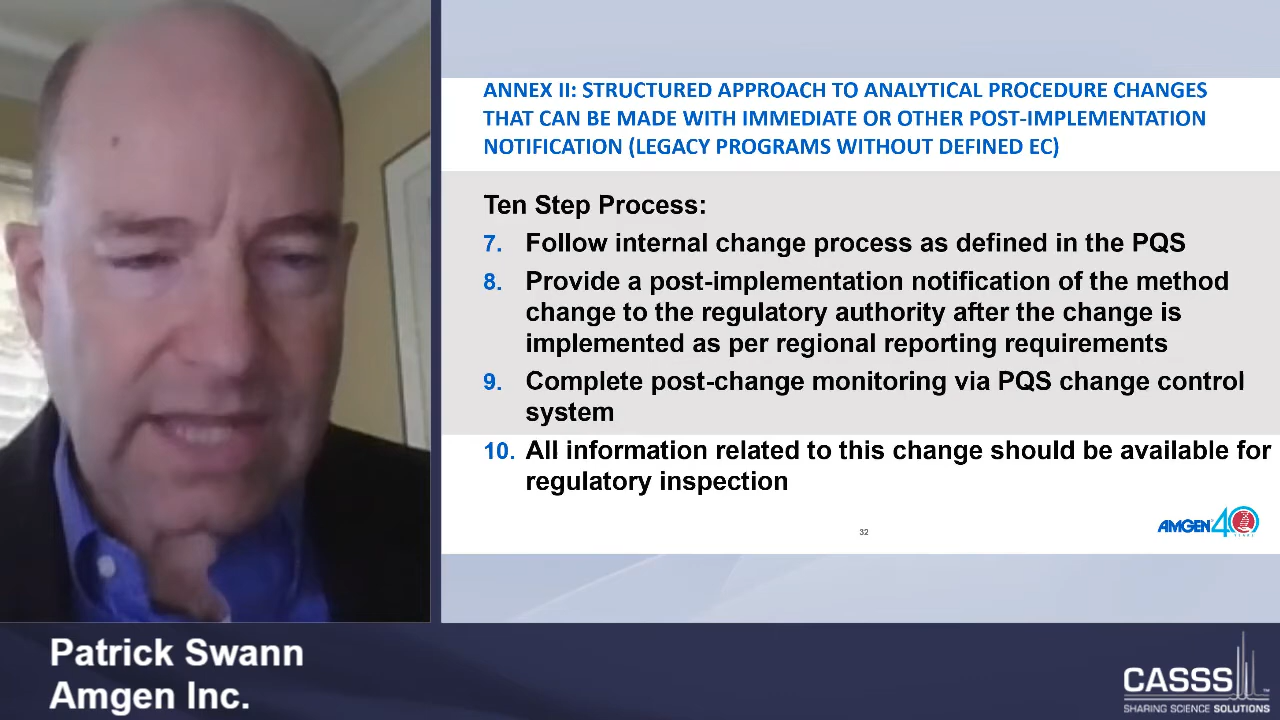 ANNEX II: STRUCTURED APPROACH TO ANALYTICAL PROCEDURE CHANGES
THAT CAN BE MADE WITH IMMEDIATE OR OTHER POST-IMPLEMENTATION
NOTIFICATION (LEGACY PROGRAMS WITHOUT DEFINED EC)
Ten Step Process:
7. Follow internal change process as defined in the PQS
8. Provide a post-implementation notification of the method
change to the regulatory authority after the change is
implemented as per regional reporting requirements
9. Complete post-change monitoring via PQS change control
system
10. All information related to this change should be available for
regulatory inspection
32
AMGEN 40
YEARS
Patrick Swann
Amgen Inc.
CASSS
SHARING SCIENCE SOLUTIONS